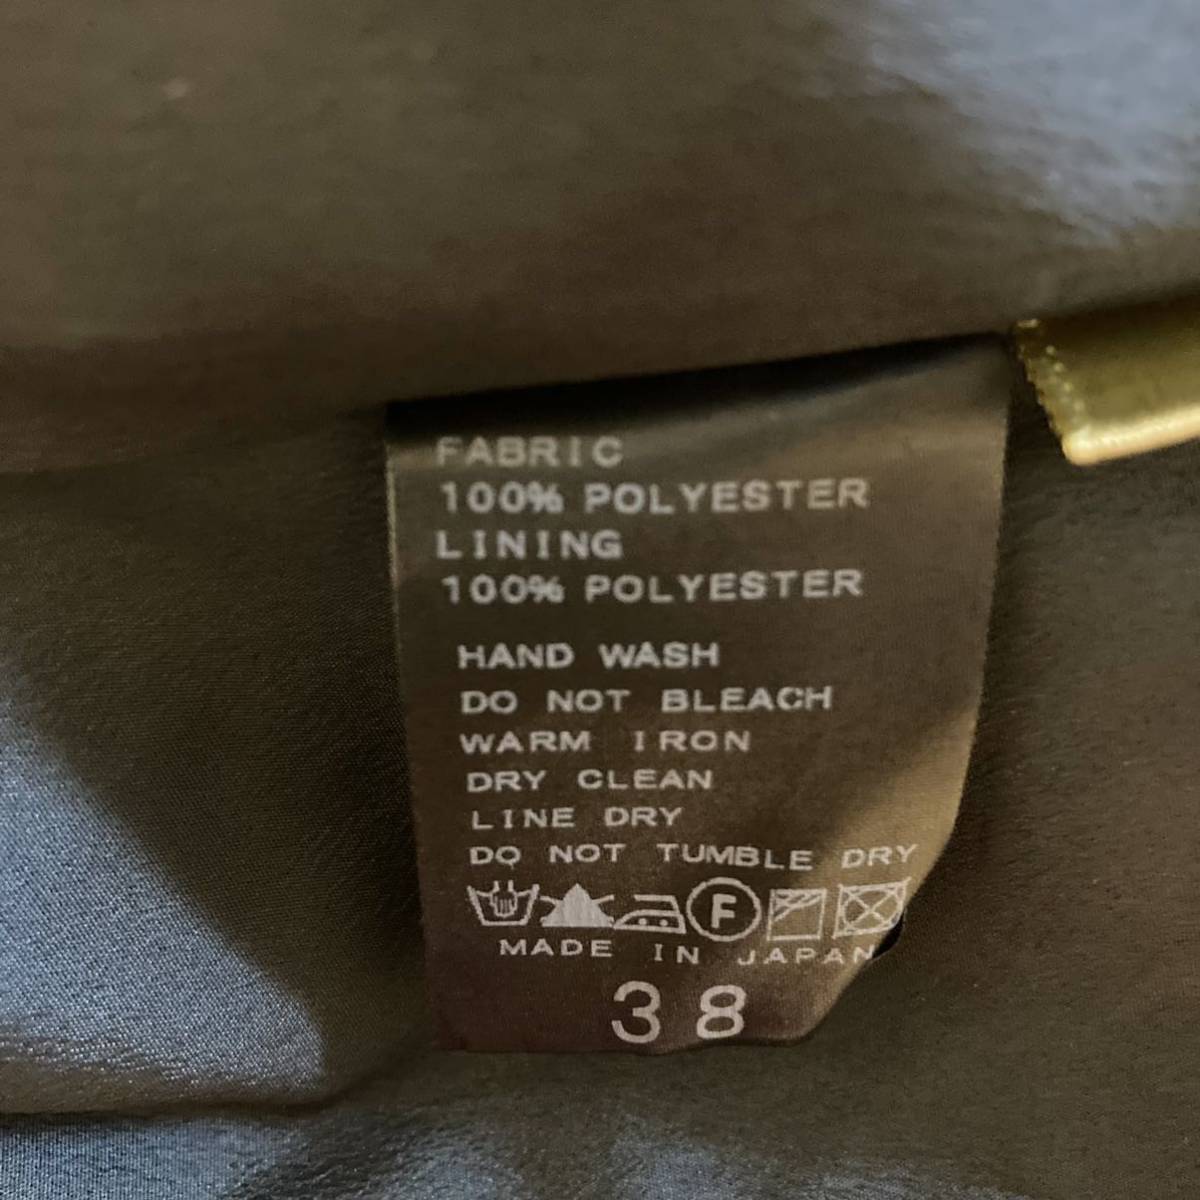 FABRIC
100% POLYESTER
LINING
100% POLYESTER
HAND WASH
DO NOT BLEACH
WARM IRON
DRY CLEAN
LINE DRY
DO NOT TUMBLE DRY
F
MADE IN JAPAN
38